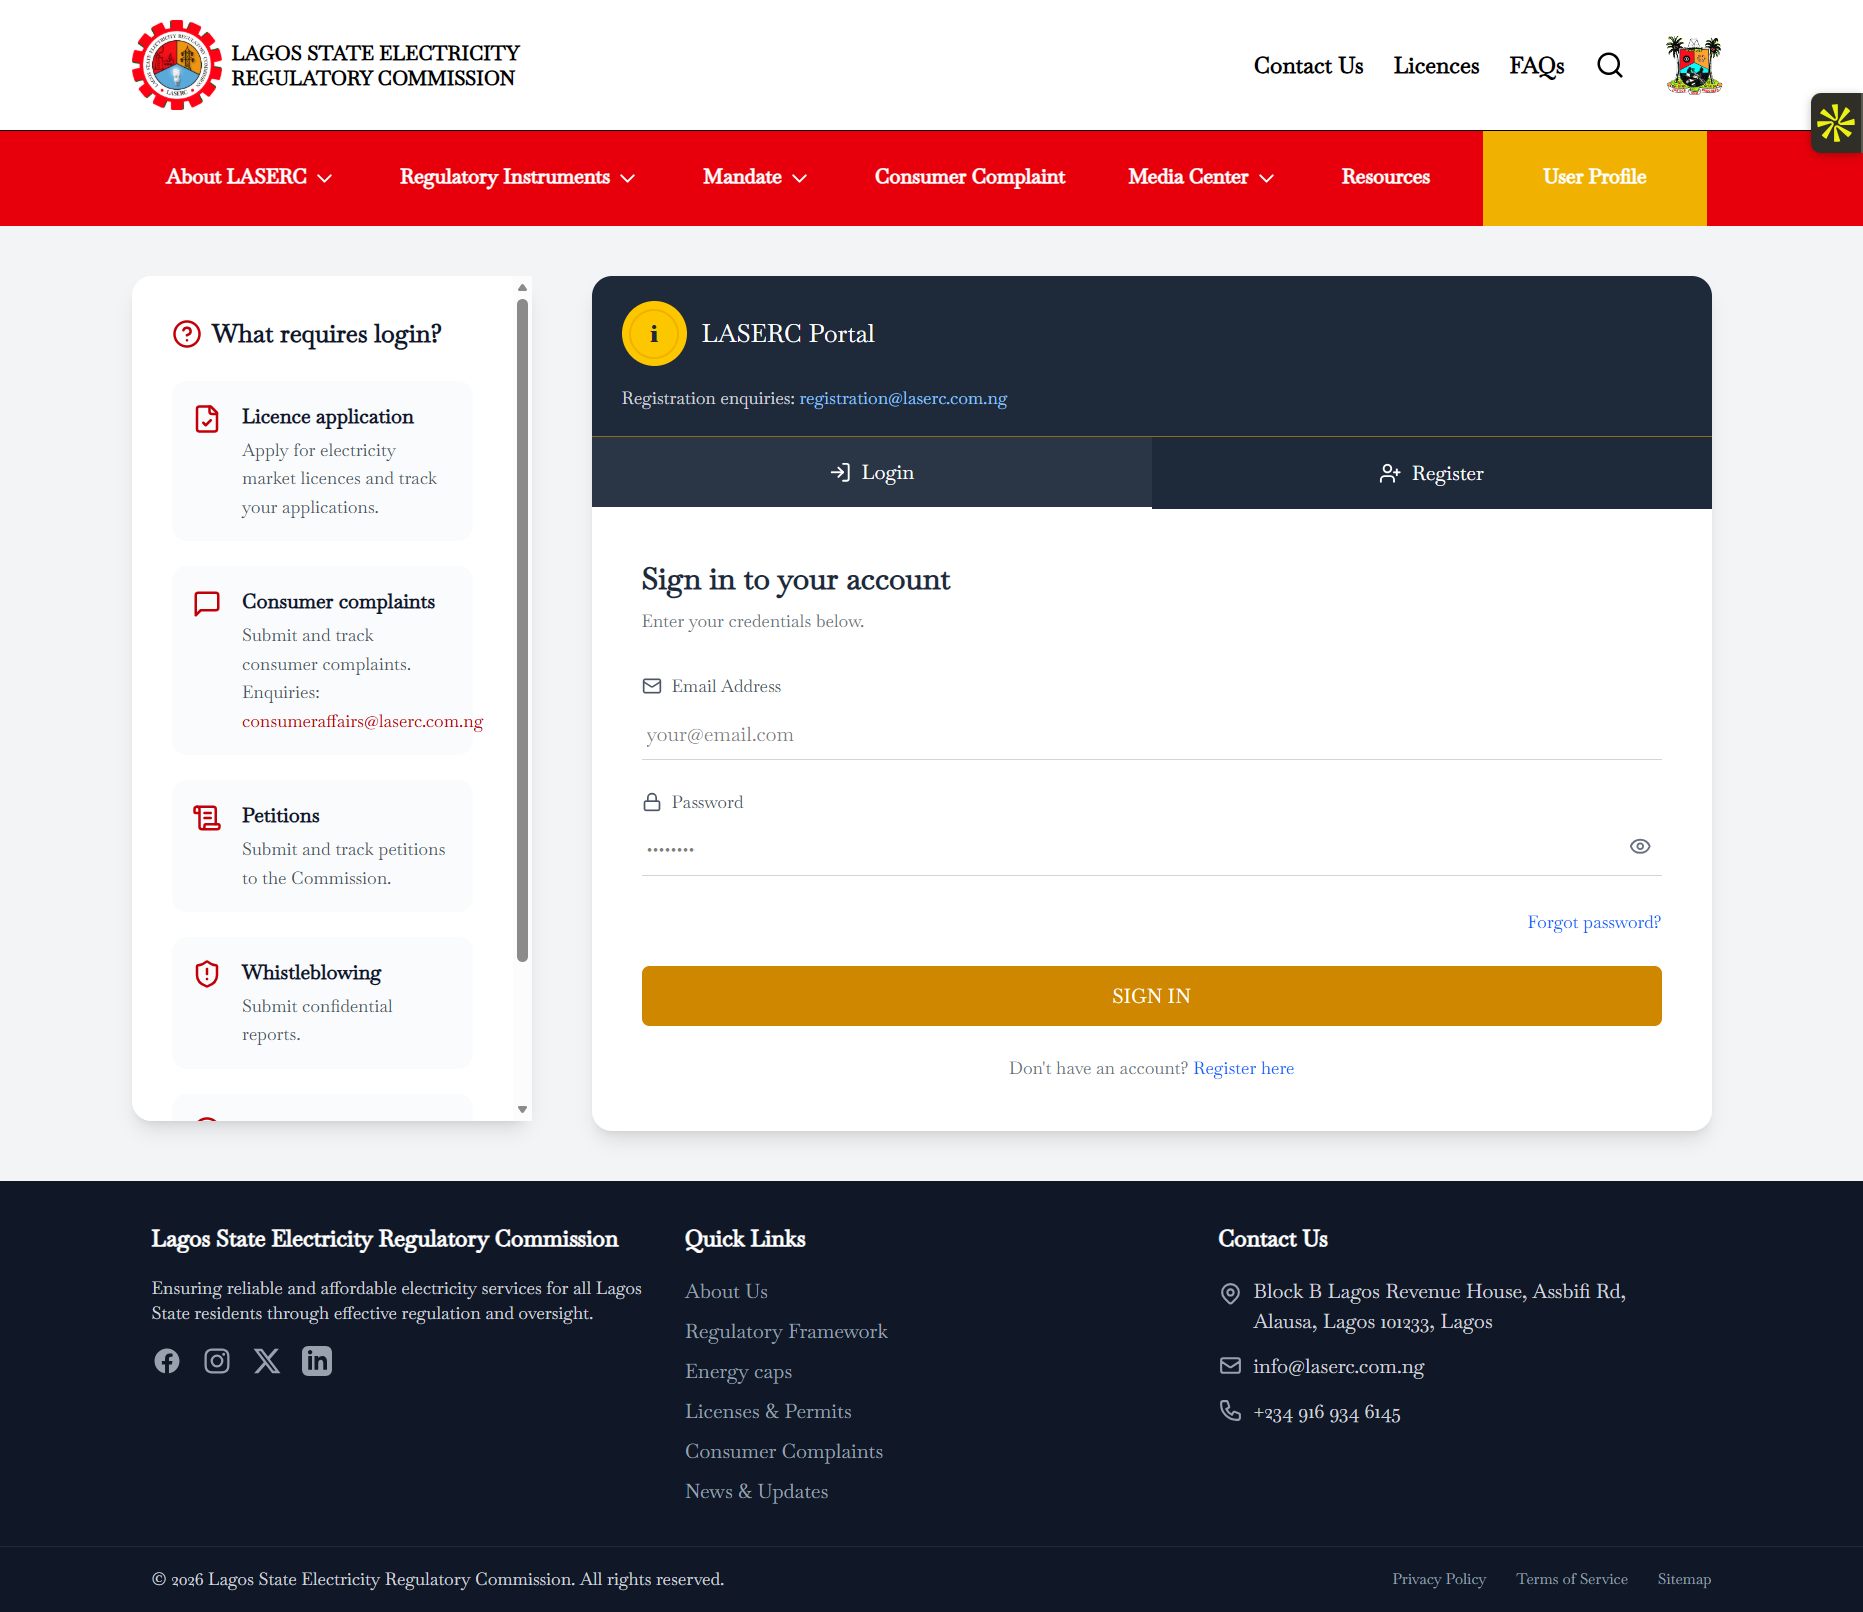 LAGOS STATE ELECTRICITY
REGULATORY COMMISSION
Contact Us
Licences
FAQs
About LASERC
Regulatory Instruments
Mandate
Consumer Complaint
Media Center
Resources
User Profile
What requires login?
Licence application
Apply for electricity
market licences and track
your applications.
Consumer complaints
Submit and track
consumer complaints.
Enquiries:
consumeraffairs@laserc.com.ng
Petitions
Submit and track petitions
to the Commission.
Whistleblowing
Submit confidential
reports.
i
LASERC Portal
Registration enquiries: registration@laserc.com.ng
Login
Register
Sign in to your account
Enter your credentials below.
Email Address
your@email.com
Password
••••••••
Forgot password?
SIGN IN
Don't have an account? Register here
Lagos State Electricity Regulatory Commission
Ensuring reliable and affordable electricity services for all Lagos
State residents through effective regulation and oversight.
Quick Links
About Us
Regulatory Framework
Energy caps
Licenses & Permits
Consumer Complaints
News & Updates
Contact Us
Block B Lagos Revenue House, Assbifi Rd,
Alausa, Lagos 101233, Lagos
info@laserc.com.ng
+234 916 934 6145
© 2026 Lagos State Electricity Regulatory Commission. All rights reserved.
Privacy Policy
Terms of Service
Sitemap